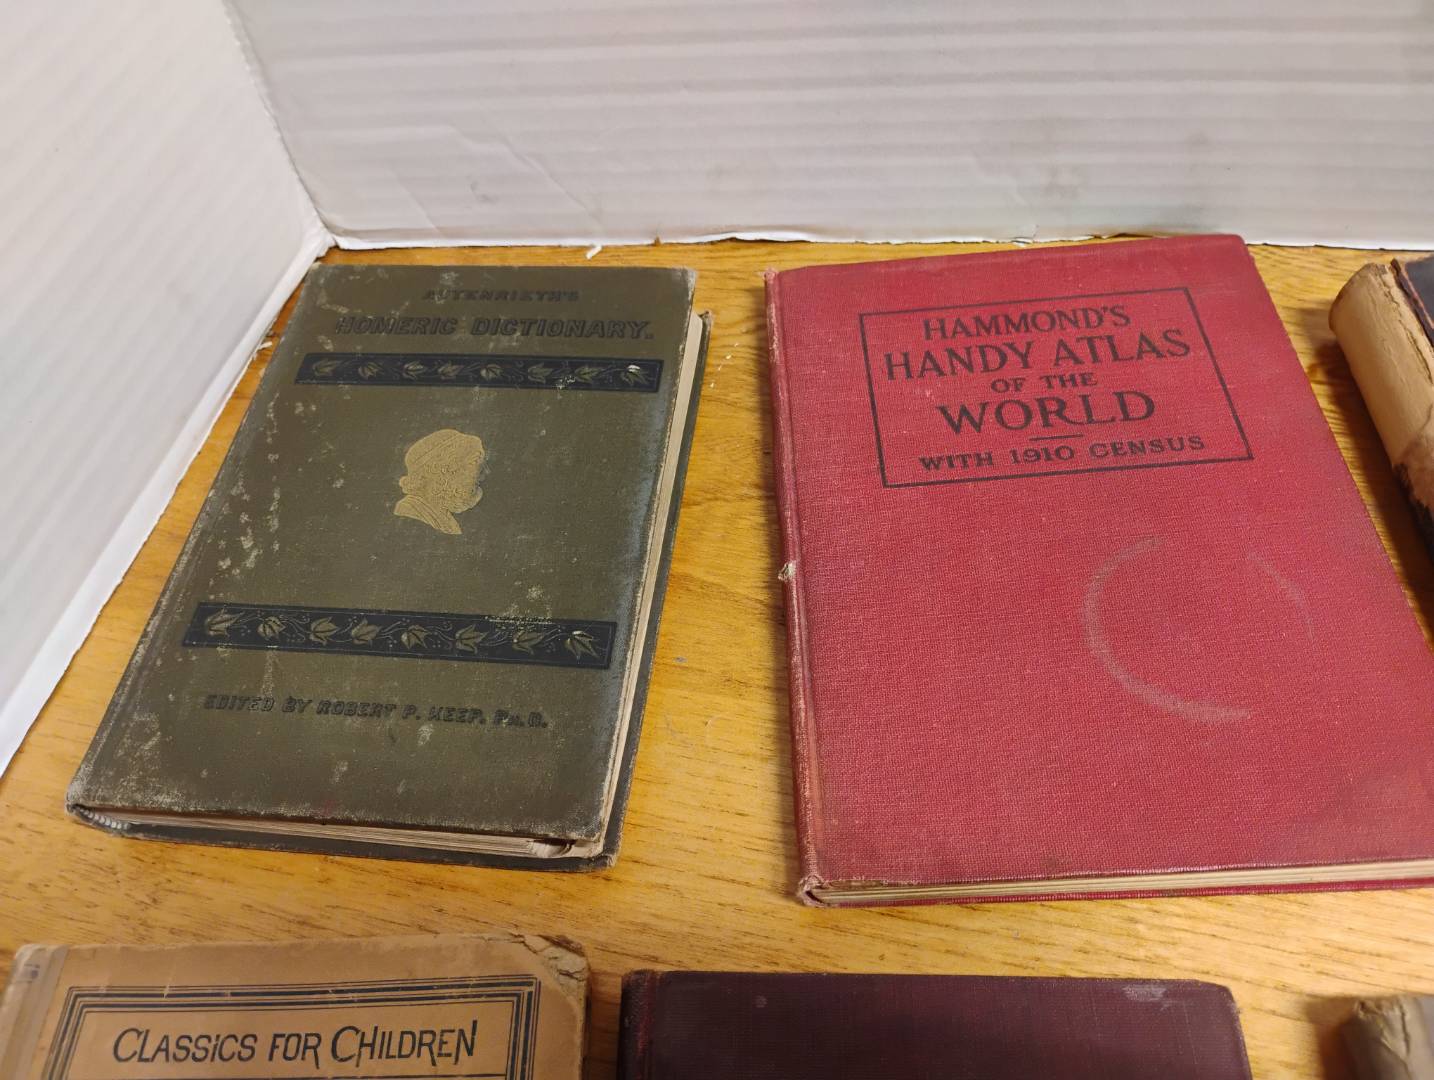 AUTENRIETH'S
HOMERIC DICTIONARY.
EDITED BY ROBERT P. KEEP, PH.D.
HAMMOND'S
HANDY ATLAS
OF THE
WORLD
WITH 1910 CENSUS
CLASSICS FOR CHILDREN